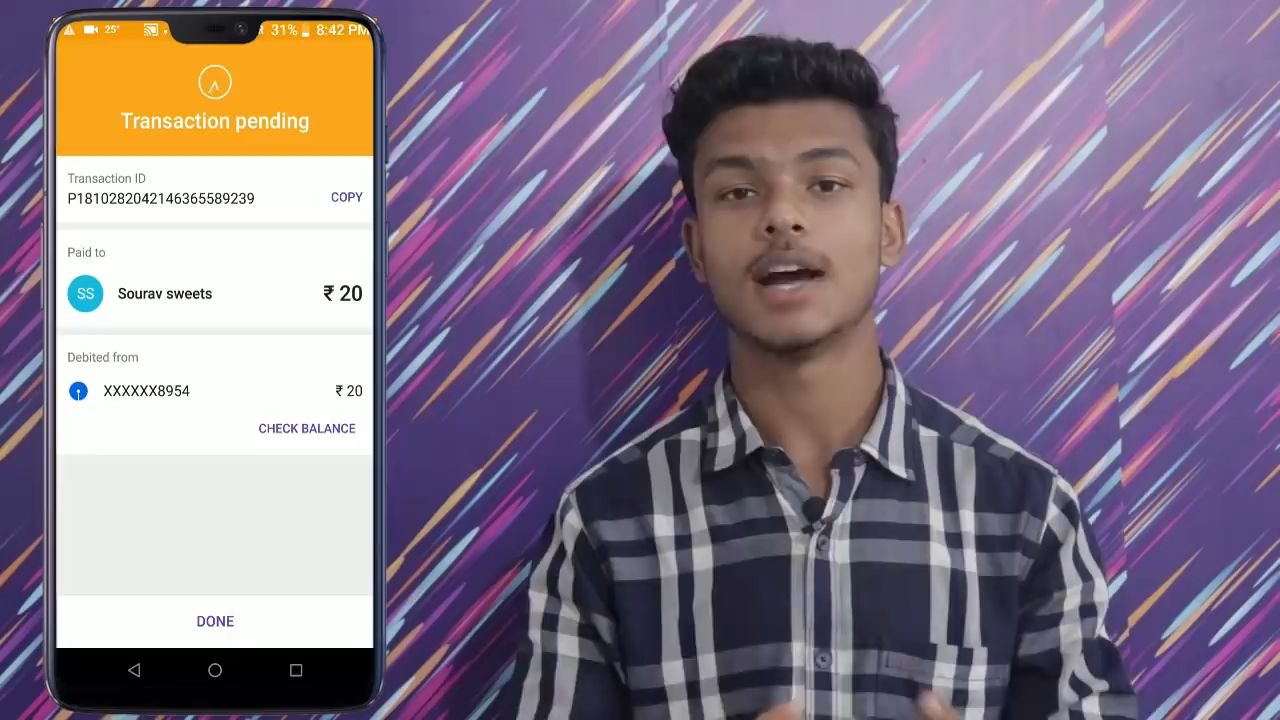 25° 31% 8:42 PM
Transaction pending
Transaction ID
P1810282042146365589239 COPY
Paid to
SS Sourav sweets ₹ 20
Debited from
XXXXXX8954 ₹ 20
CHECK BALANCE
DONE